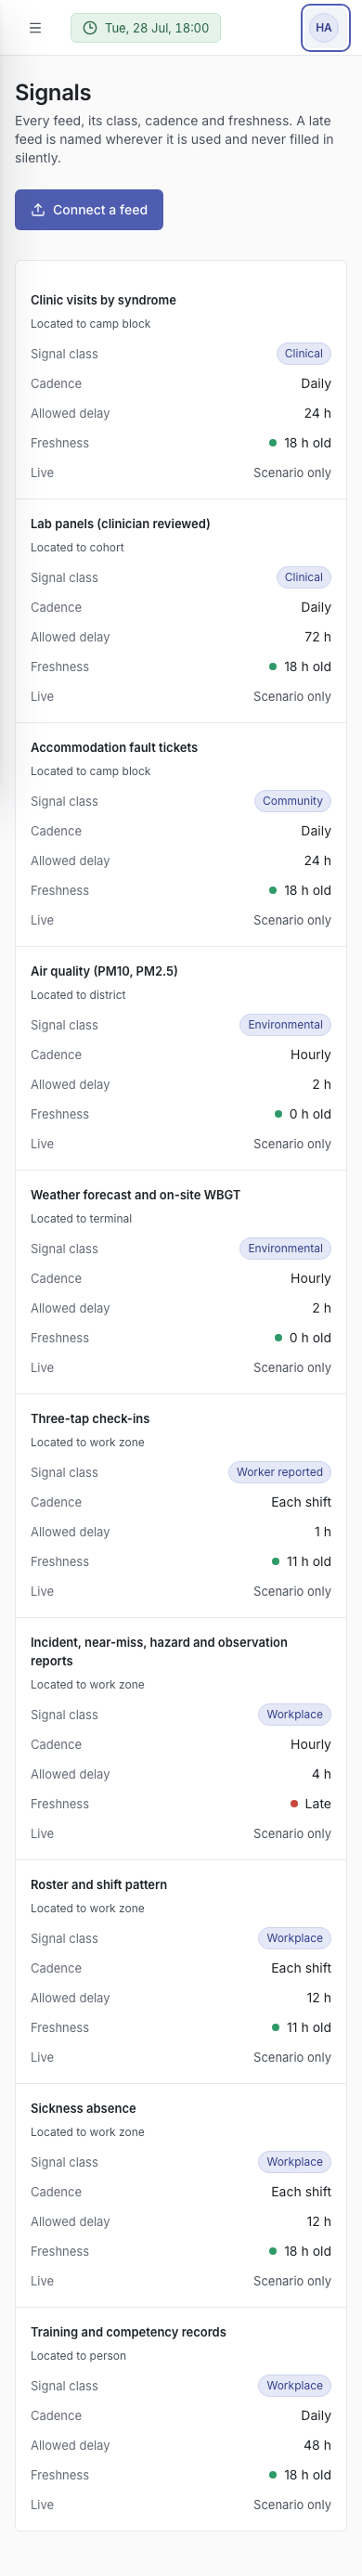 Tue, 28 Jul, 18:00
HA
Signals
Every feed, its class, cadence and freshness. A late
feed is named wherever it is used and never filled in
silently.
Connect a feed
Clinic visits by syndrome
Located to camp block
Signal class Clinical
Cadence Daily
Allowed delay 24 h
Freshness 18 h old
Live Scenario only
Lab panels (clinician reviewed)
Located to cohort
Signal class Clinical
Cadence Daily
Allowed delay 72 h
Freshness 18 h old
Live Scenario only
Accommodation fault tickets
Located to camp block
Signal class Community
Cadence Daily
Allowed delay 24 h
Freshness 18 h old
Live Scenario only
Air quality (PM10, PM2.5)
Located to district
Signal class Environmental
Cadence Hourly
Allowed delay 2 h
Freshness 0 h old
Live Scenario only
Weather forecast and on-site WBGT
Located to terminal
Signal class Environmental
Cadence Hourly
Allowed delay 2 h
Freshness 0 h old
Live Scenario only
Three-tap check-ins
Located to work zone
Signal class Worker reported
Cadence Each shift
Allowed delay 1 h
Freshness 11 h old
Live Scenario only
Incident, near-miss, hazard and observation
reports
Located to work zone
Signal class Workplace
Cadence Hourly
Allowed delay 4 h
Freshness Late
Live Scenario only
Roster and shift pattern
Located to work zone
Signal class Workplace
Cadence Each shift
Allowed delay 12 h
Freshness 11 h old
Live Scenario only
Sickness absence
Located to work zone
Signal class Workplace
Cadence Each shift
Allowed delay 12 h
Freshness 18 h old
Live Scenario only
Training and competency records
Located to person
Signal class Workplace
Cadence Daily
Allowed delay 48 h
Freshness 18 h old
Live Scenario only